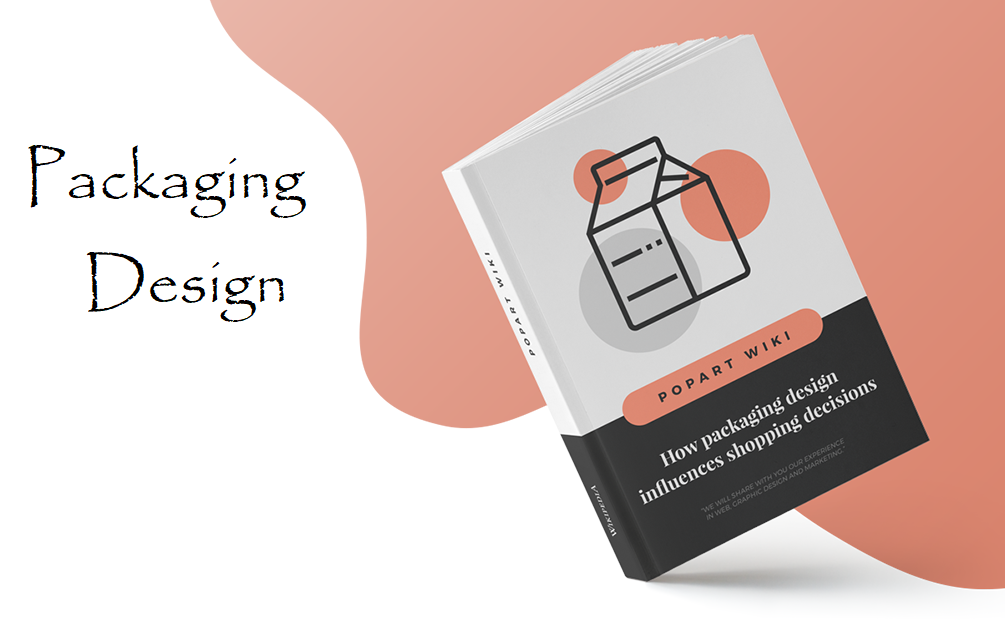 Packaging
Design
POPART WIKI
POPART WIKI
How packaging design
influences shopping decisions
"WE WILL SHARE WITH YOU OUR EXPERIENCE
IN WEB, GRAPHIC DESIGN AND MARKETING."
WIKIPEDIA